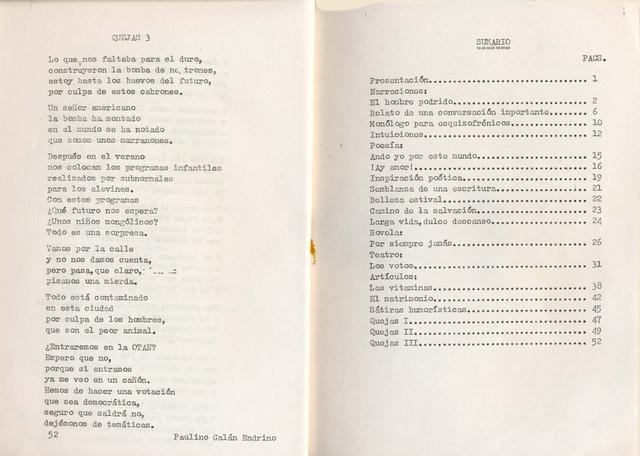 QUEJAS 3
Lo que nos faltaba para el duro,
construyeron la bomba de ne trones,
estoy hasta los huevos del futuro,
por culpa de estos cabrones.
Un señor americano
la bomba ha montado
en el mundo se ha notado
que somos unos marranones.
Después en el verano
nos colocan los programas infantiles
realizados por subnormales
para los alevines.
Con estos programas
¿Qué futuro nos espera?
¿Unos niños mongólicos?
Todo es una sorpresa.
Vamos por la calle
y no nos damos cuenta,
pero pasa, que claro,
pisamos una mierda.
Todo está contaminado
en esta ciudad
por culpa de los hombres,
que son el peor animal.
¿Entraremos en la OTAN?
Espero que no,
porque si entramos
ya me veo en un cañón.
Hemos de hacer una votación
que sea democrática,
seguro que saldrá no,
dejémonos de temáticas.
52 Paulino Galán Endrino
SUMARIO
PAGS.
Presentación 1
Narraciones:
El hombre podrido 2
Relato de una conversación importante 6
Monólogo para esquizofrénicos 10
Intuiciones 12
Poesía:
Ando yo por este mundo 15
!Ay amor! 16
Inspiración poética 19
Semblanza de una escritura 21
Belleza estival 22
Camino de la salvación 23
Larga vida, dulce descanso 24
Novela:
Por siempre jamás 26
Teatro:
Los votos 31
Artículos:
Las vitaminas 38
El matrimonio 42
Sátiras humorísticas 45
Quejas I 47
Quejas II 49
Quejas III 52